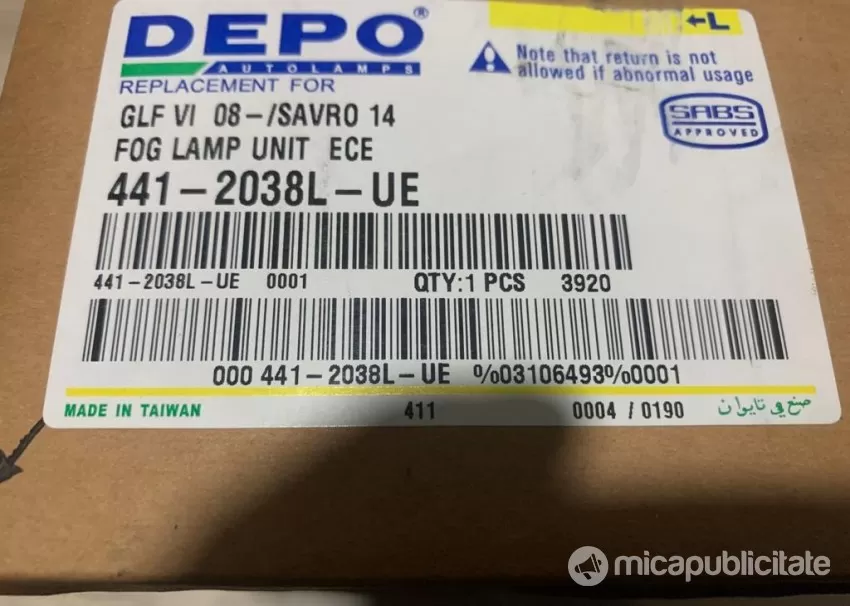 DEPO®
AUTOLAMPS
REPLACEMENT FOR
←L
Note that return is not
allowed if abnormal usage
SABS
APPROVED
GLF VI 08-/SAVRO 14
FOG LAMP UNIT ECE
441-2038L-UE
441-2038L-UE 0001 QTY:1 PCS 3920
000 441-2038L-UE %03106493%0001
MADE IN TAIWAN 411 0004 / 0190 صنع في تايوان
micapublicitate